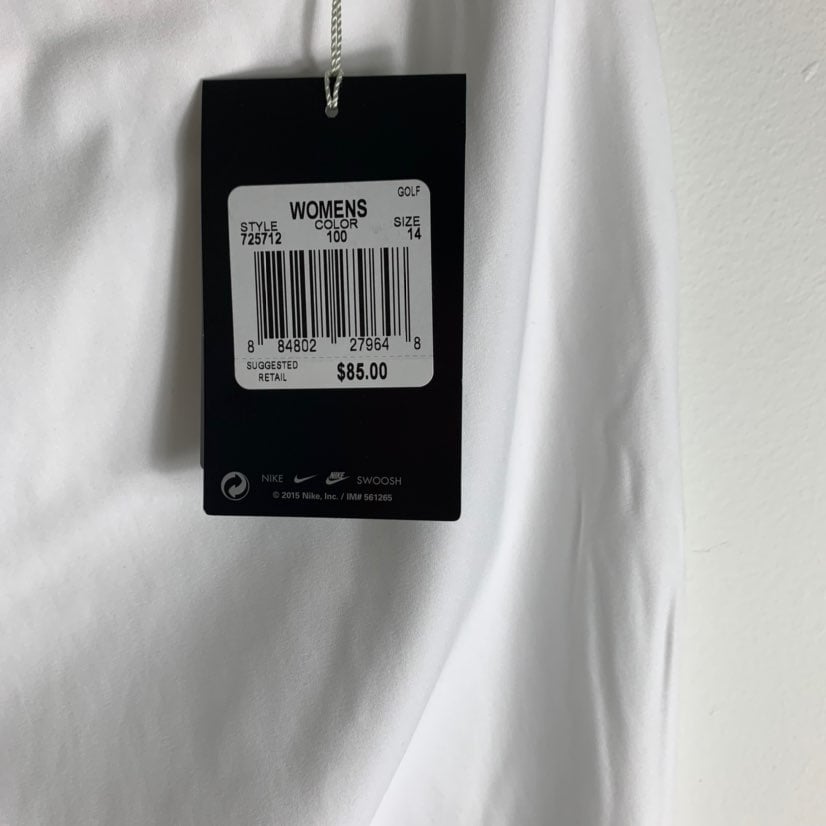 GOLF
WOMENS
STYLE COLOR SIZE
725712 100 14
8 84802 27964 8
SUGGESTED RETAIL $85.00
NIKE NIKE SWOOSH
© 2015 Nike, Inc. / IM# 561265